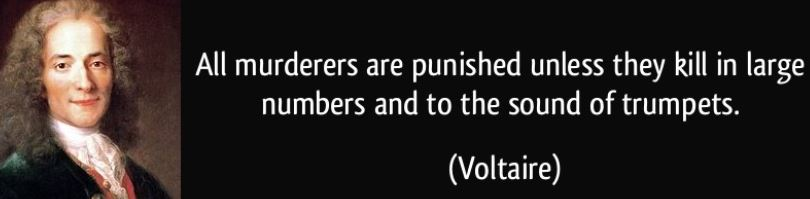 All murderers are punished unless they kill in large
numbers and to the sound of trumpets.
(Voltaire)